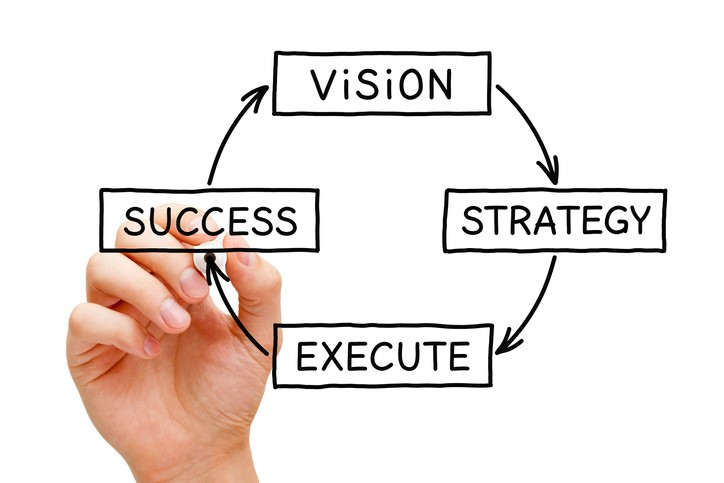 ViSiON
STRATEGY
EXECUTE
SUCCESS